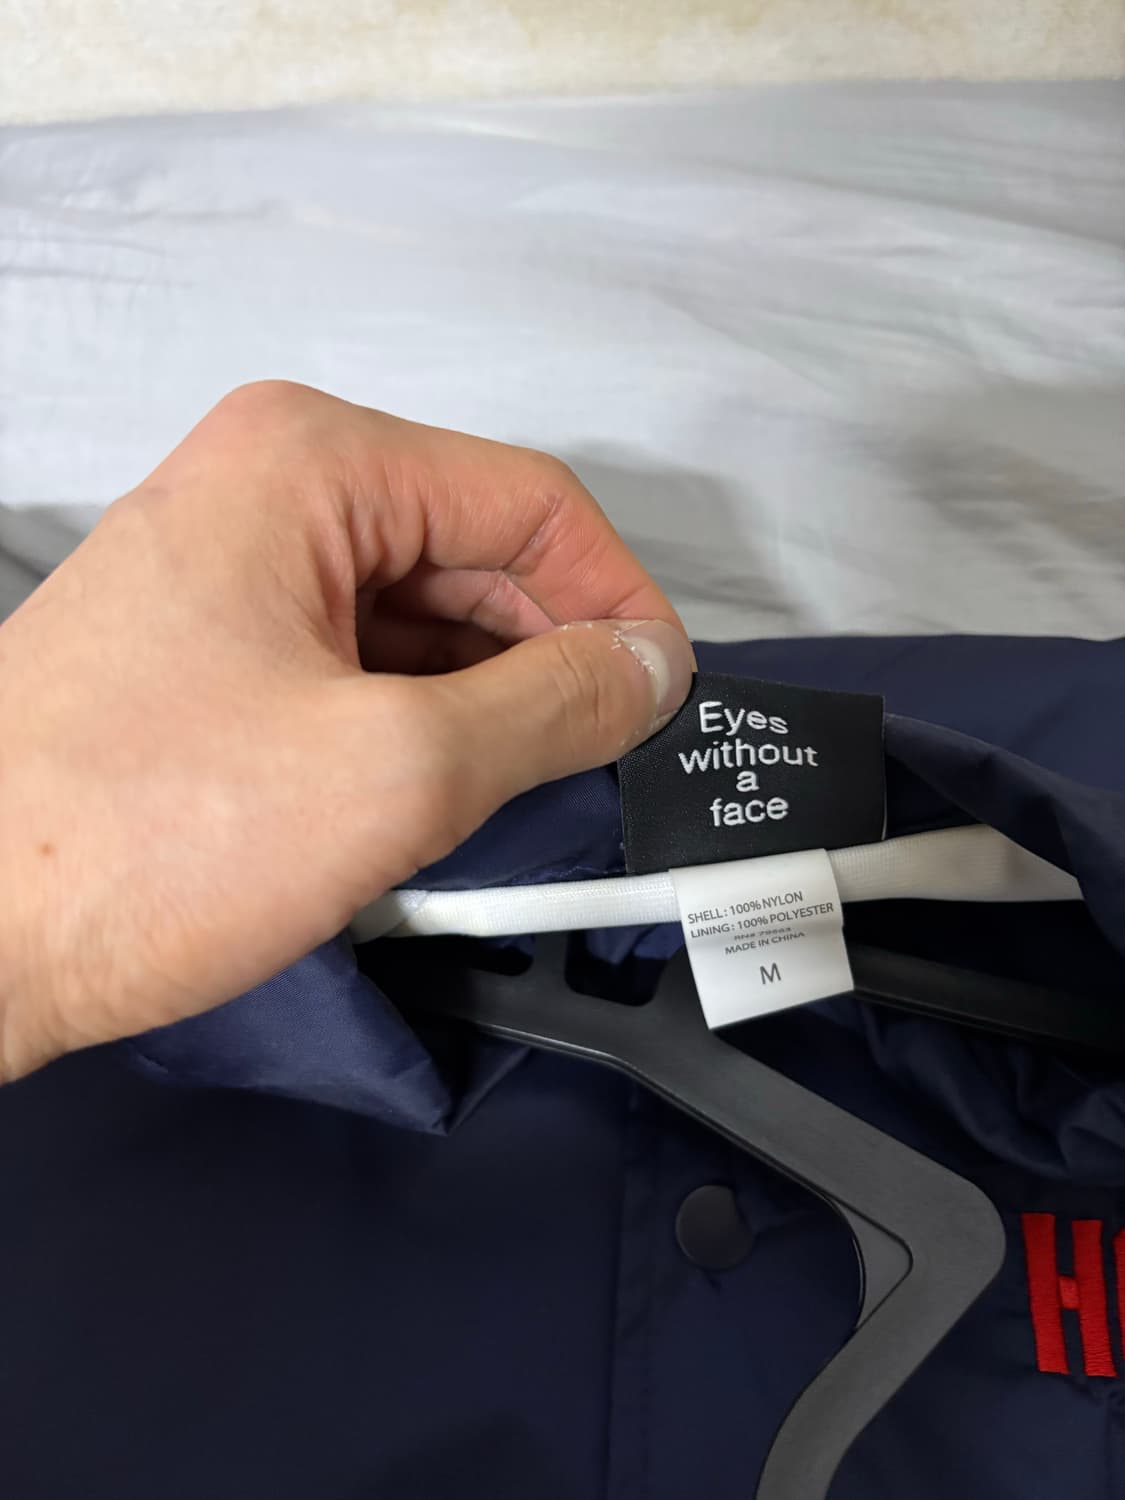 Eyes
without
a
face
SHELL: 100% NYLON
LINING: 100% POLYESTER
MADE IN CHINA
M
H